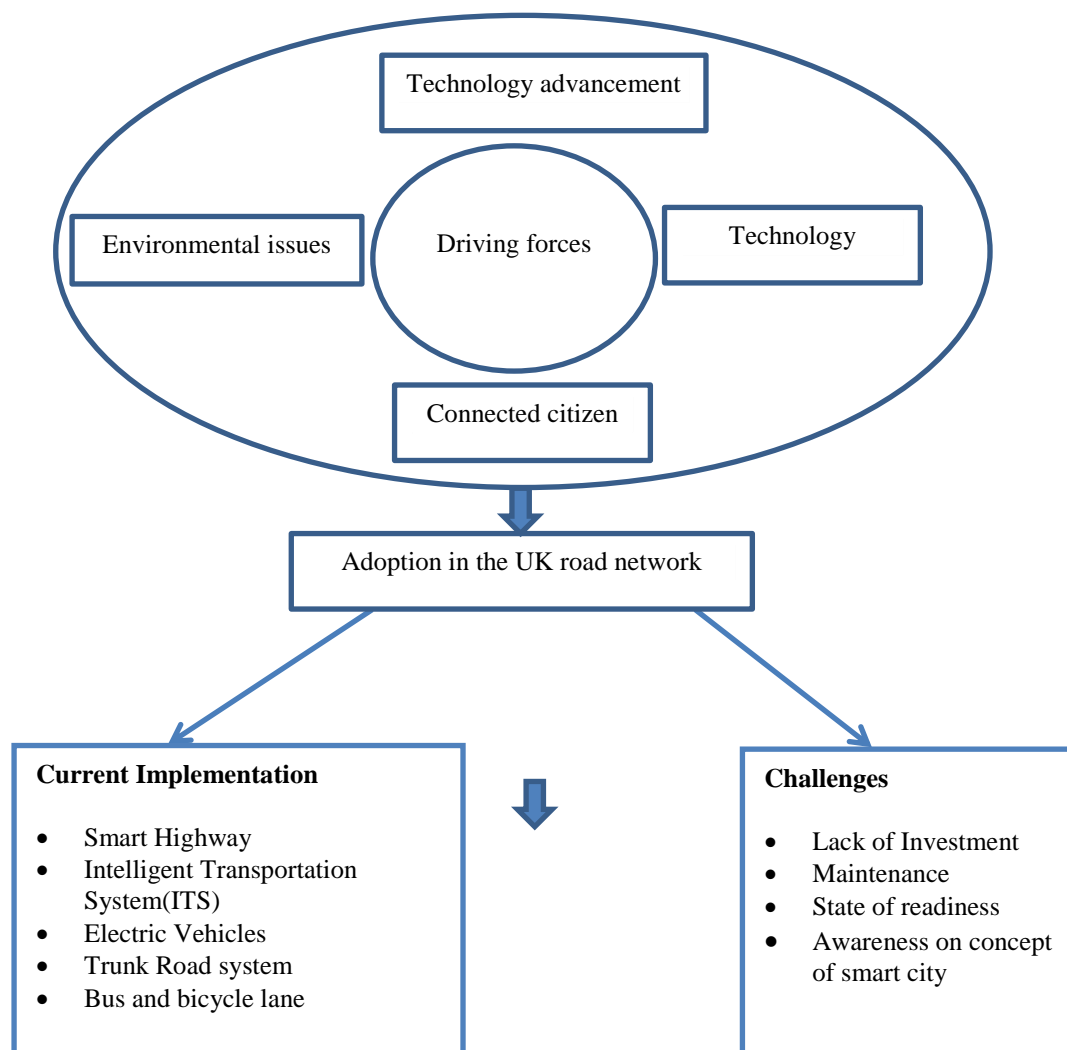 Technology advancement
Environmental issues
Driving forces
Technology
Connected citizen
Adoption in the UK road network
Current Implementation
• Smart Highway
• Intelligent Transportation
System(ITS)
• Electric Vehicles
• Trunk Road system
• Bus and bicycle lane
Challenges
• Lack of Investment
• Maintenance
• State of readiness
• Awareness on concept
of smart city